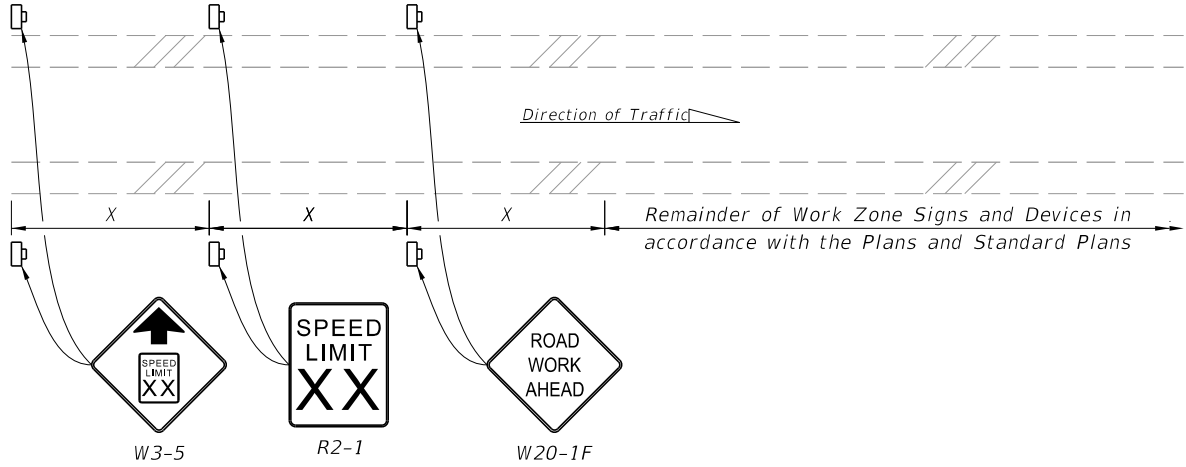 Direction of Traffic
X
X
X
Remainder of Work Zone Signs and Devices in
accordance with the Plans and Standard Plans
SPEED
LIMIT
XX
W3-5
SPEED
LIMIT
XX
R2-1
ROAD
WORK
AHEAD
W20-1F